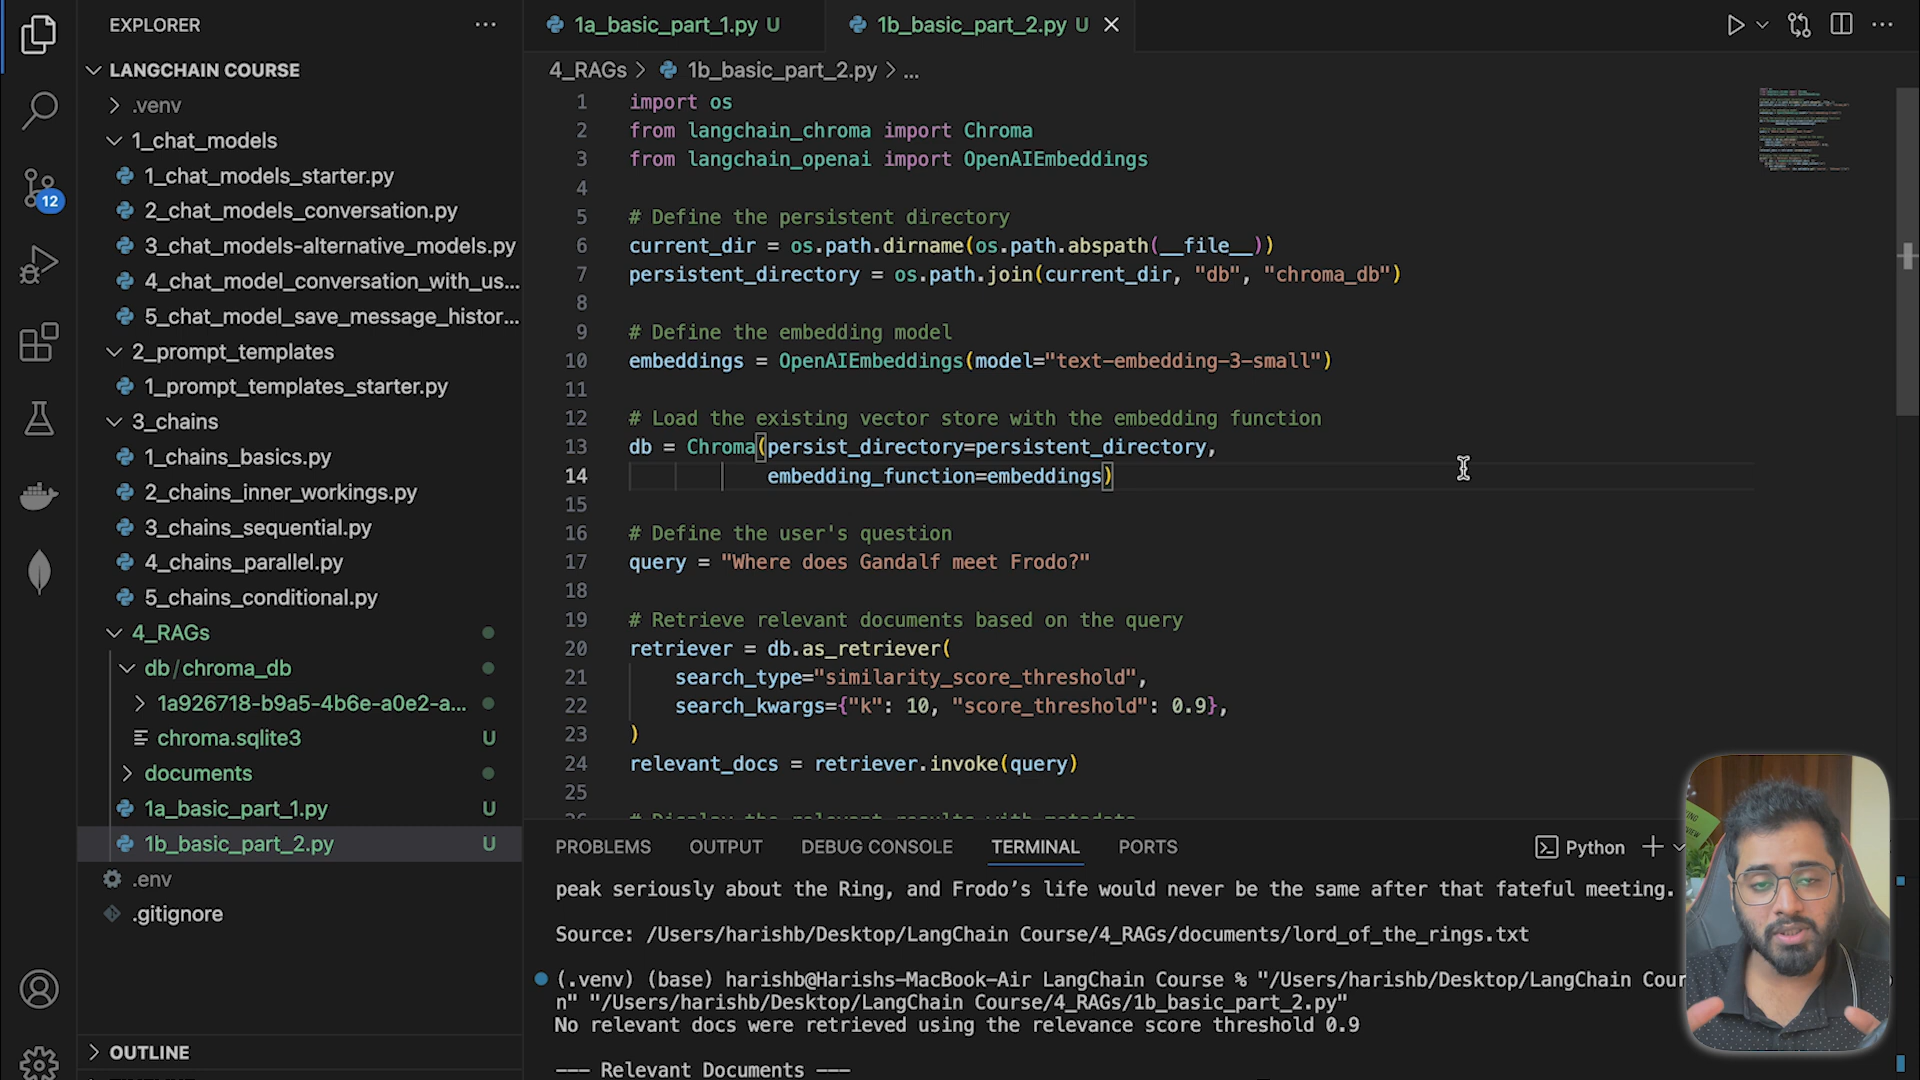 EXPLORER
LANGCHAIN COURSE
.venv
1_chat_models
1_chat_models_starter.py
2_chat_models_conversation.py
3_chat_models-alternative_models.py
4_chat_model_conversation_with_us...
5_chat_model_save_message_histor...
2_prompt_templates
1_prompt_templates_starter.py
3_chains
1_chains_basics.py
2_chains_inner_workings.py
3_chains_sequential.py
4_chains_parallel.py
5_chains_conditional.py
4_RAGs
db/chroma_db
1a926718-b9a5-4b6e-a0e2-a...
chroma.sqlite3 U
documents
1a_basic_part_1.py U
1b_basic_part_2.py U
.env
.gitignore
OUTLINE
12
1a_basic_part_1.py U
1b_basic_part_2.py U
4_RAGs > 1b_basic_part_2.py > ...
1 import os
2 from langchain_chroma import Chroma
3 from langchain_openai import OpenAIEmbeddings
4
5 # Define the persistent directory
6 current_dir = os.path.dirname(os.path.abspath(__file__))
7 persistent_directory = os.path.join(current_dir, "db", "chroma_db")
8
9 # Define the embedding model
10 embeddings = OpenAIEmbeddings(model="text-embedding-3-small")
11
12 # Load the existing vector store with the embedding function
13 db = Chroma(persist_directory=persistent_directory,
14 embedding_function=embeddings)
15
16 # Define the user's question
17 query = "Where does Gandalf meet Frodo?"
18
19 # Retrieve relevant documents based on the query
20 retriever = db.as_retriever(
21 search_type="similarity_score_threshold",
22 search_kwargs={"k": 10, "score_threshold": 0.9},
23 )
24 relevant_docs = retriever.invoke(query)
25
26 # Display the relevant results with metadata
PROBLEMS OUTPUT DEBUG CONSOLE TERMINAL PORTS Python
peak seriously about the Ring, and Frodo’s life would never be the same after that fateful meeting.
Source: /Users/harishb/Desktop/LangChain Course/4_RAGs/documents/lord_of_the_rings.txt
(.venv) (base) harishb@Harishs-MacBook-Air LangChain Course % "/Users/harishb/Desktop/LangChain Cour
n" "/Users/harishb/Desktop/LangChain Course/4_RAGs/1b_basic_part_2.py"
No relevant docs were retrieved using the relevance score threshold 0.9
--- Relevant Documents ---